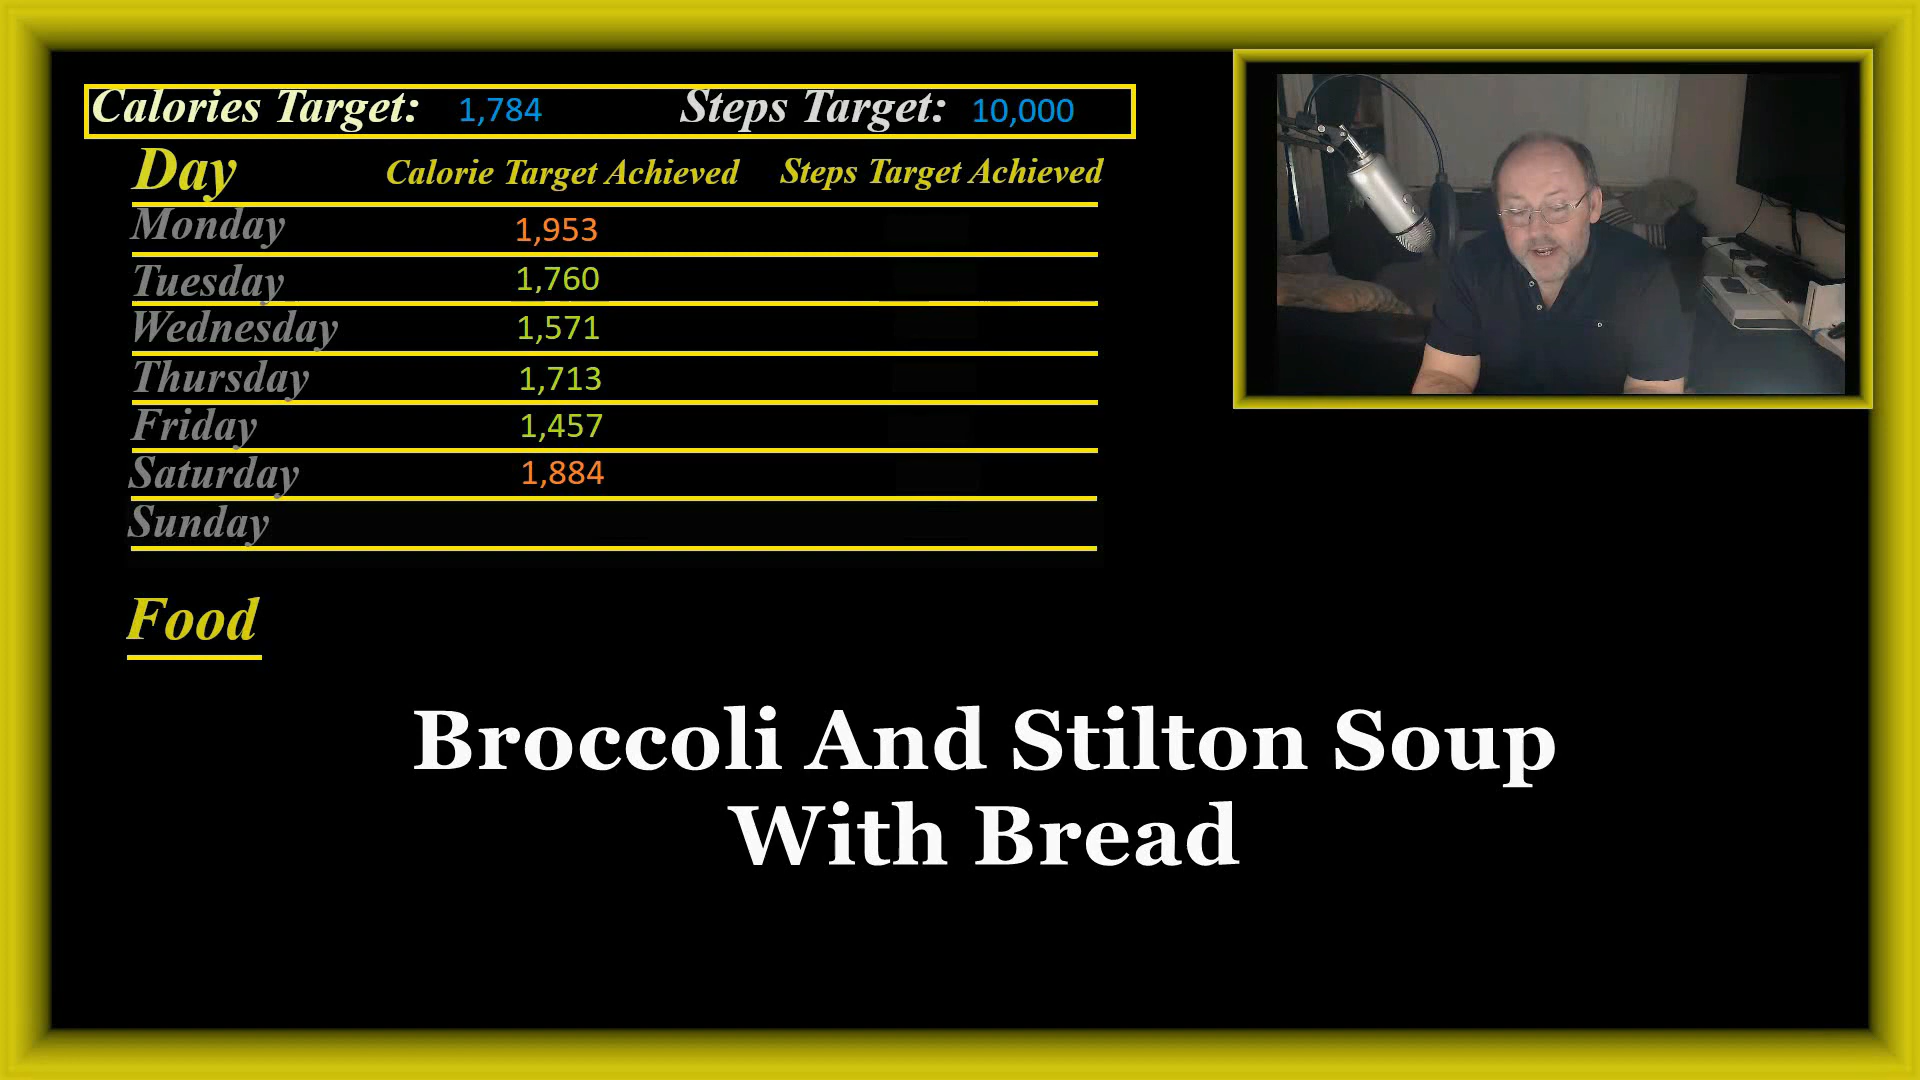 Calories Target: 1,784 Steps Target: 10,000
Day Calorie Target Achieved Steps Target Achieved
Monday 1,953
Tuesday 1,760
Wednesday 1,571
Thursday 1,713
Friday 1,457
Saturday 1,884
Sunday
Food
Broccoli And Stilton Soup
With Bread